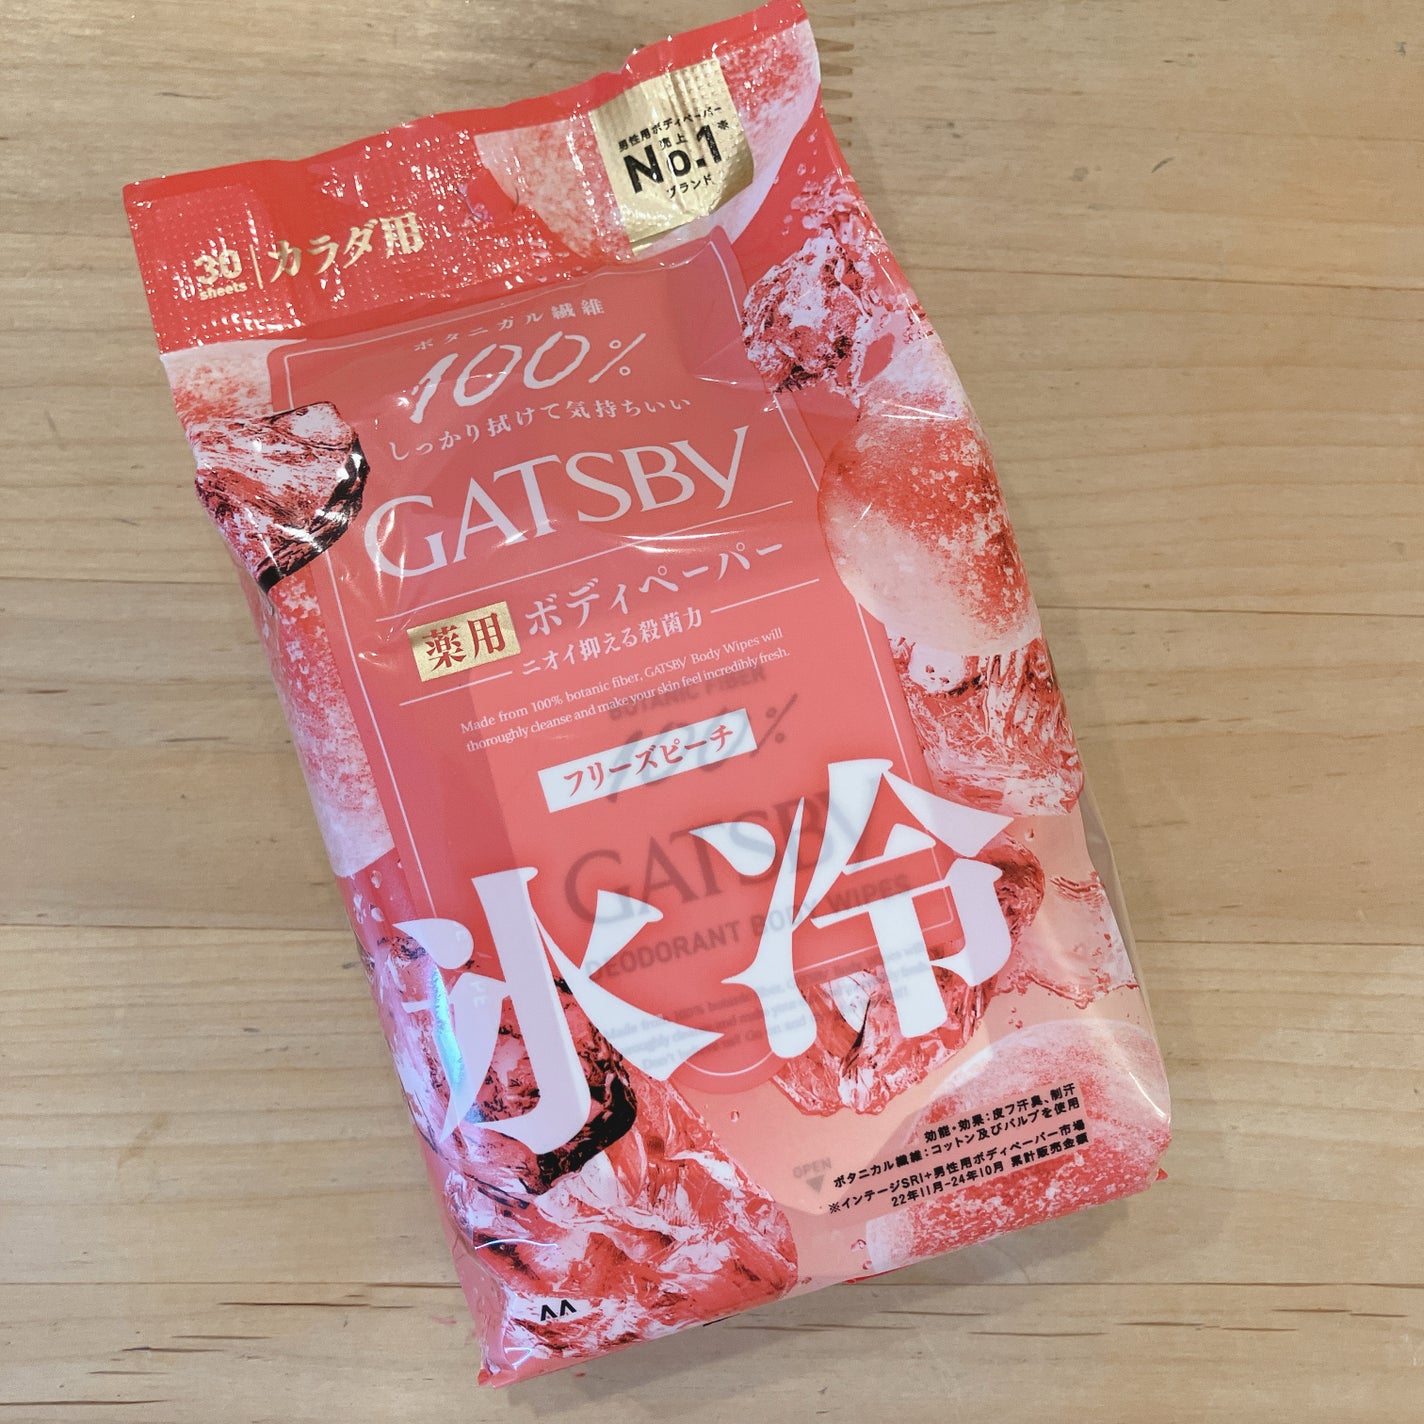 男性用ボディペーパー
売上
No.1※
ブランド
30 sheets
カラダ用
ボタニカル繊維
100%
しっかり拭けて気持ちいい
GATSBY
薬用 ボディペーパー
ニオイ抑える殺菌力
Made from 100% botanic fiber, GATSBY Body Wipes will
thoroughly cleanse and make your skin feel incredibly fresh.
BOTANIC FIBER
100%
フリーズピーチ
GATSBY
DEODORANT BODY WIPES
氷冷
OPEN
効能・効果:皮フ汗臭、制汗
ボタニカル繊維:コットン及びパルプを使用
※インテージSRI+男性用ボディペーパー市場
22年11月-24年10月 累計販売金額